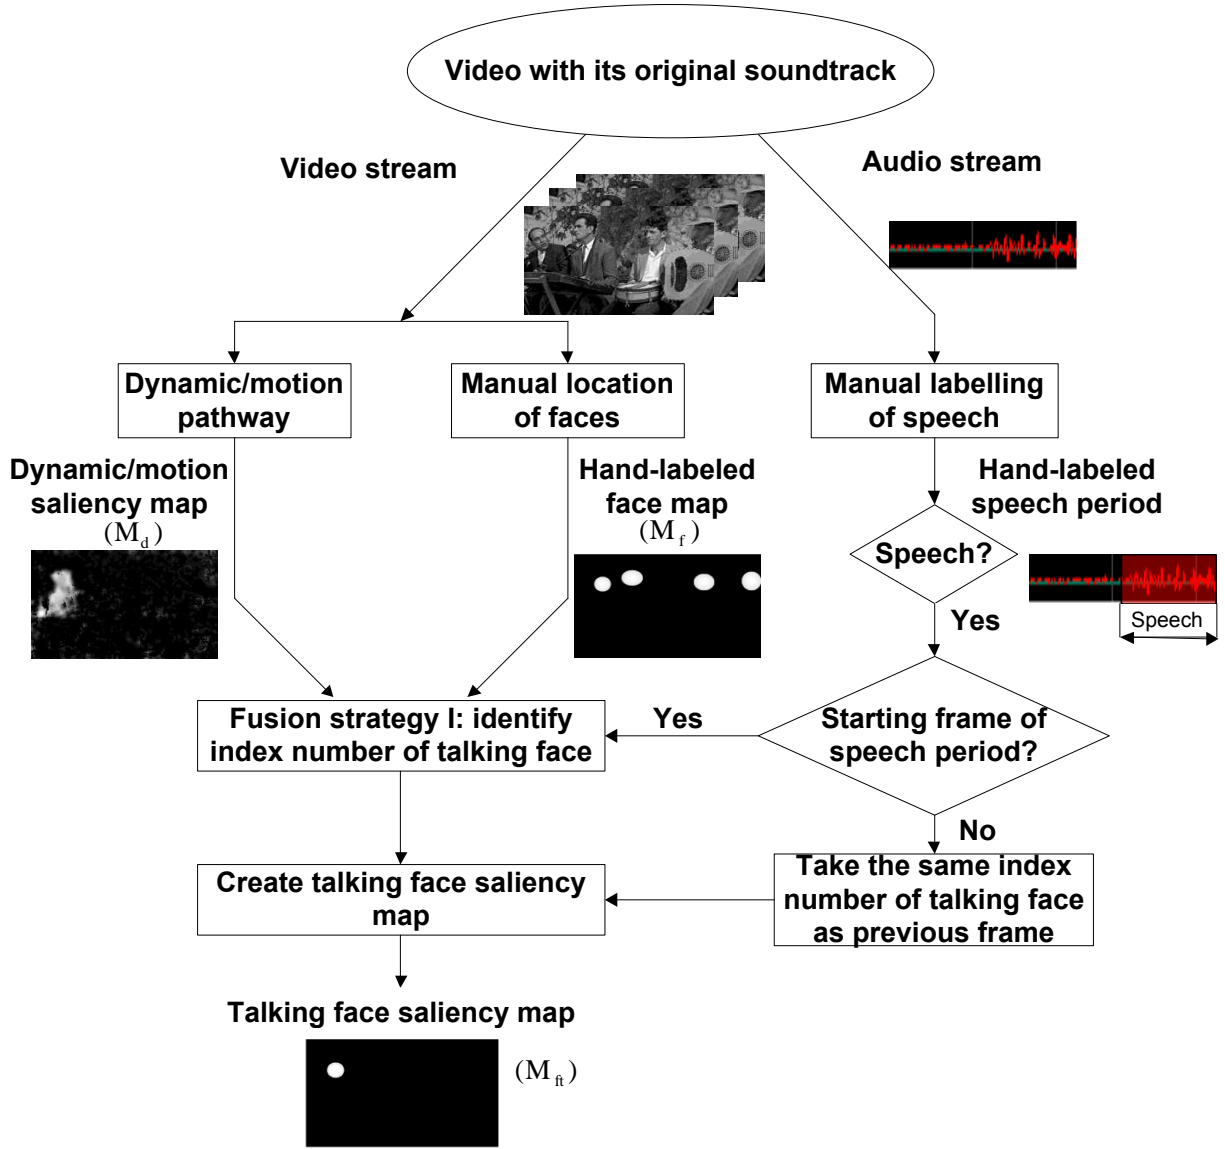 Video with its original soundtrack
Video stream
Audio stream
Dynamic/motion
pathway
Manual location
of faces
Manual labelling
of speech
Dynamic/motion
saliency map
(M_d)
Hand-labeled
face map
(M_f)
Hand-labeled
speech period
Speech?
Speech
Yes
Fusion strategy I: identify
index number of talking face
Yes
Starting frame of
speech period?
No
Create talking face saliency
map
Take the same index
number of talking face
as previous frame
Talking face saliency map
(M_ft)